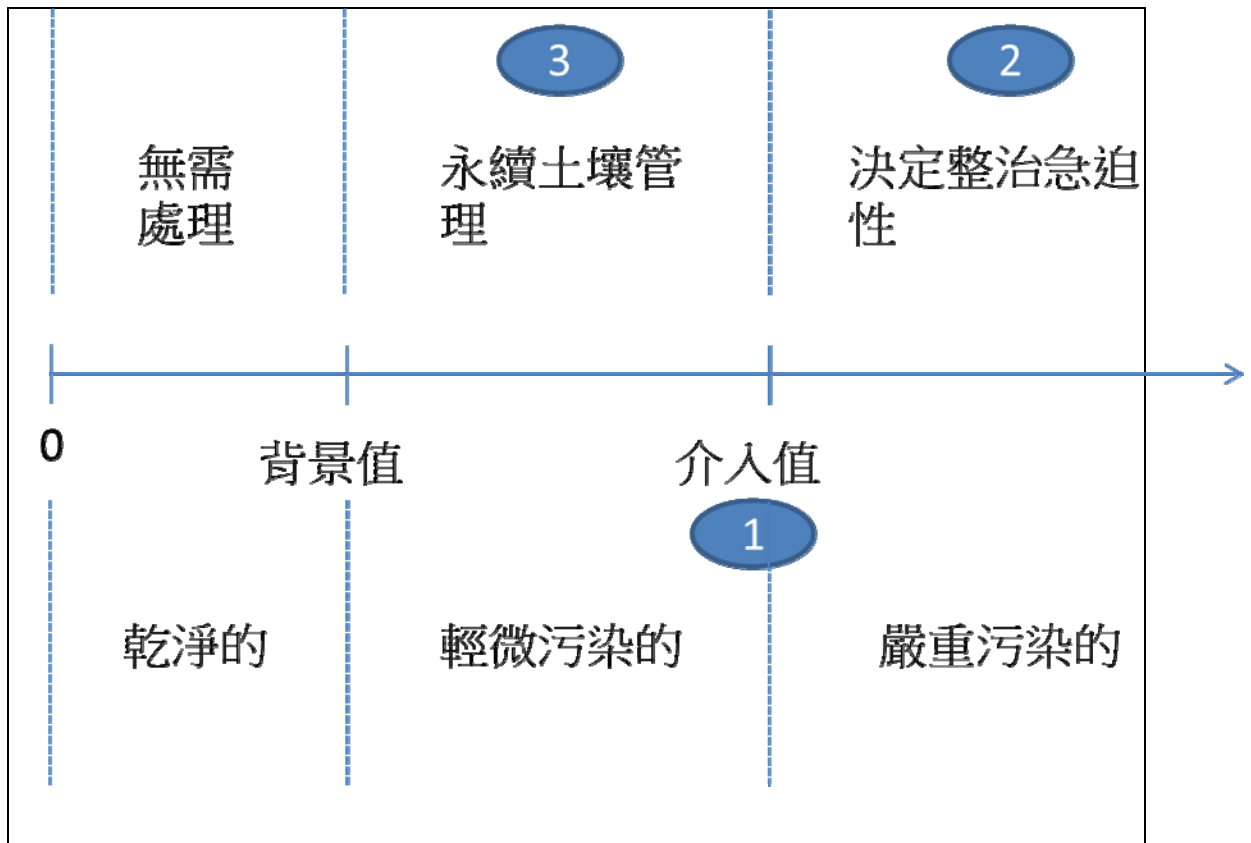 3
2
無需
處理
永續土壤管
理
決定整治急迫
性
0
背景值
介入值
1
乾淨的
輕微污染的
嚴重污染的